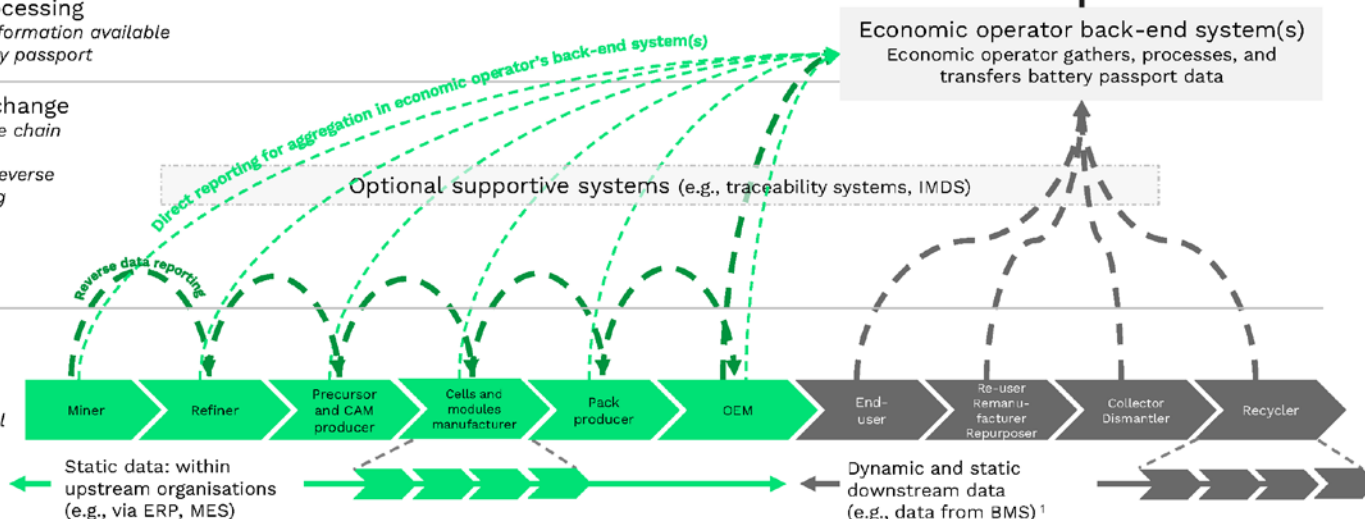 ocessing
nformation available
y passport
Economic operator back-end system(s)
Economic operator gathers, processes, and
transfers battery passport data
Direct reporting for aggregation in economic operator's back-end system(s)
change
e chain
everse
g
Optional supportive systems (e.g., traceability systems, IMDS)
Reverse data reporting
l
Miner
Refiner
Precursor
and CAM
producer
Cells and
modules
manufacturer
Pack
producer
OEM
End-
user
Re-user
Remanu-
facturer
Repurposer
Collector
Dismantler
Recycler
Static data: within
upstream organisations
(e.g., via ERP, MES)
Dynamic and static
downstream data
(e.g., data from BMS) ¹